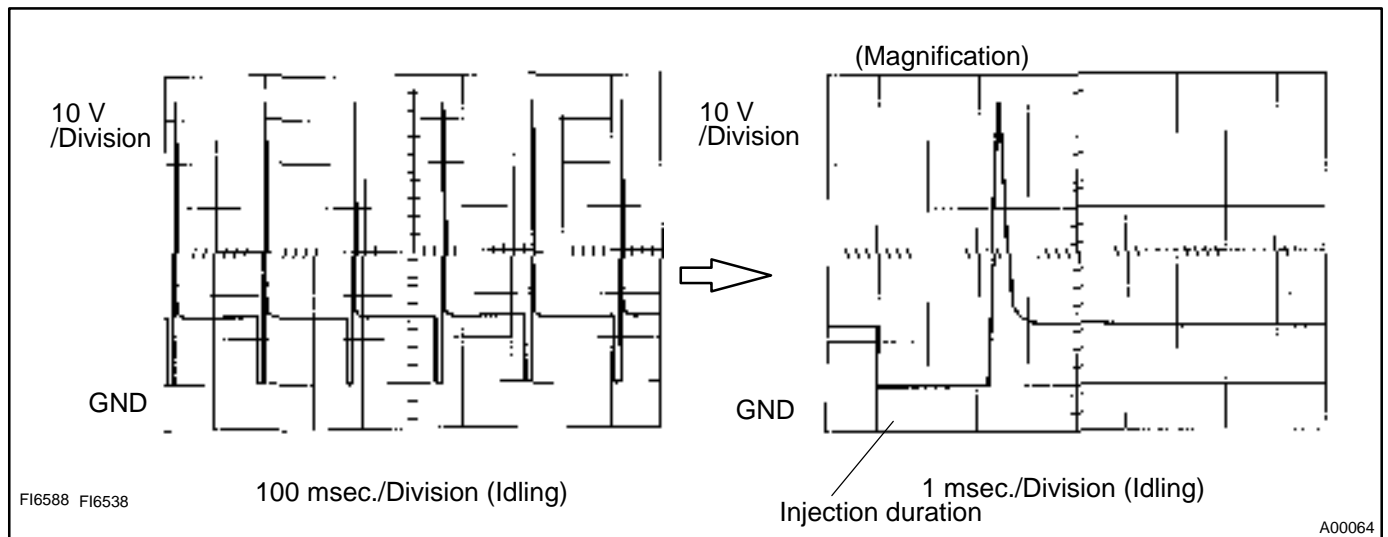 (Magnification)
10 V
/Division
10 V
/Division
GND
GND
100 msec./Division (Idling)
1 msec./Division (Idling)
Injection duration
FI6588 FI6538
A00064